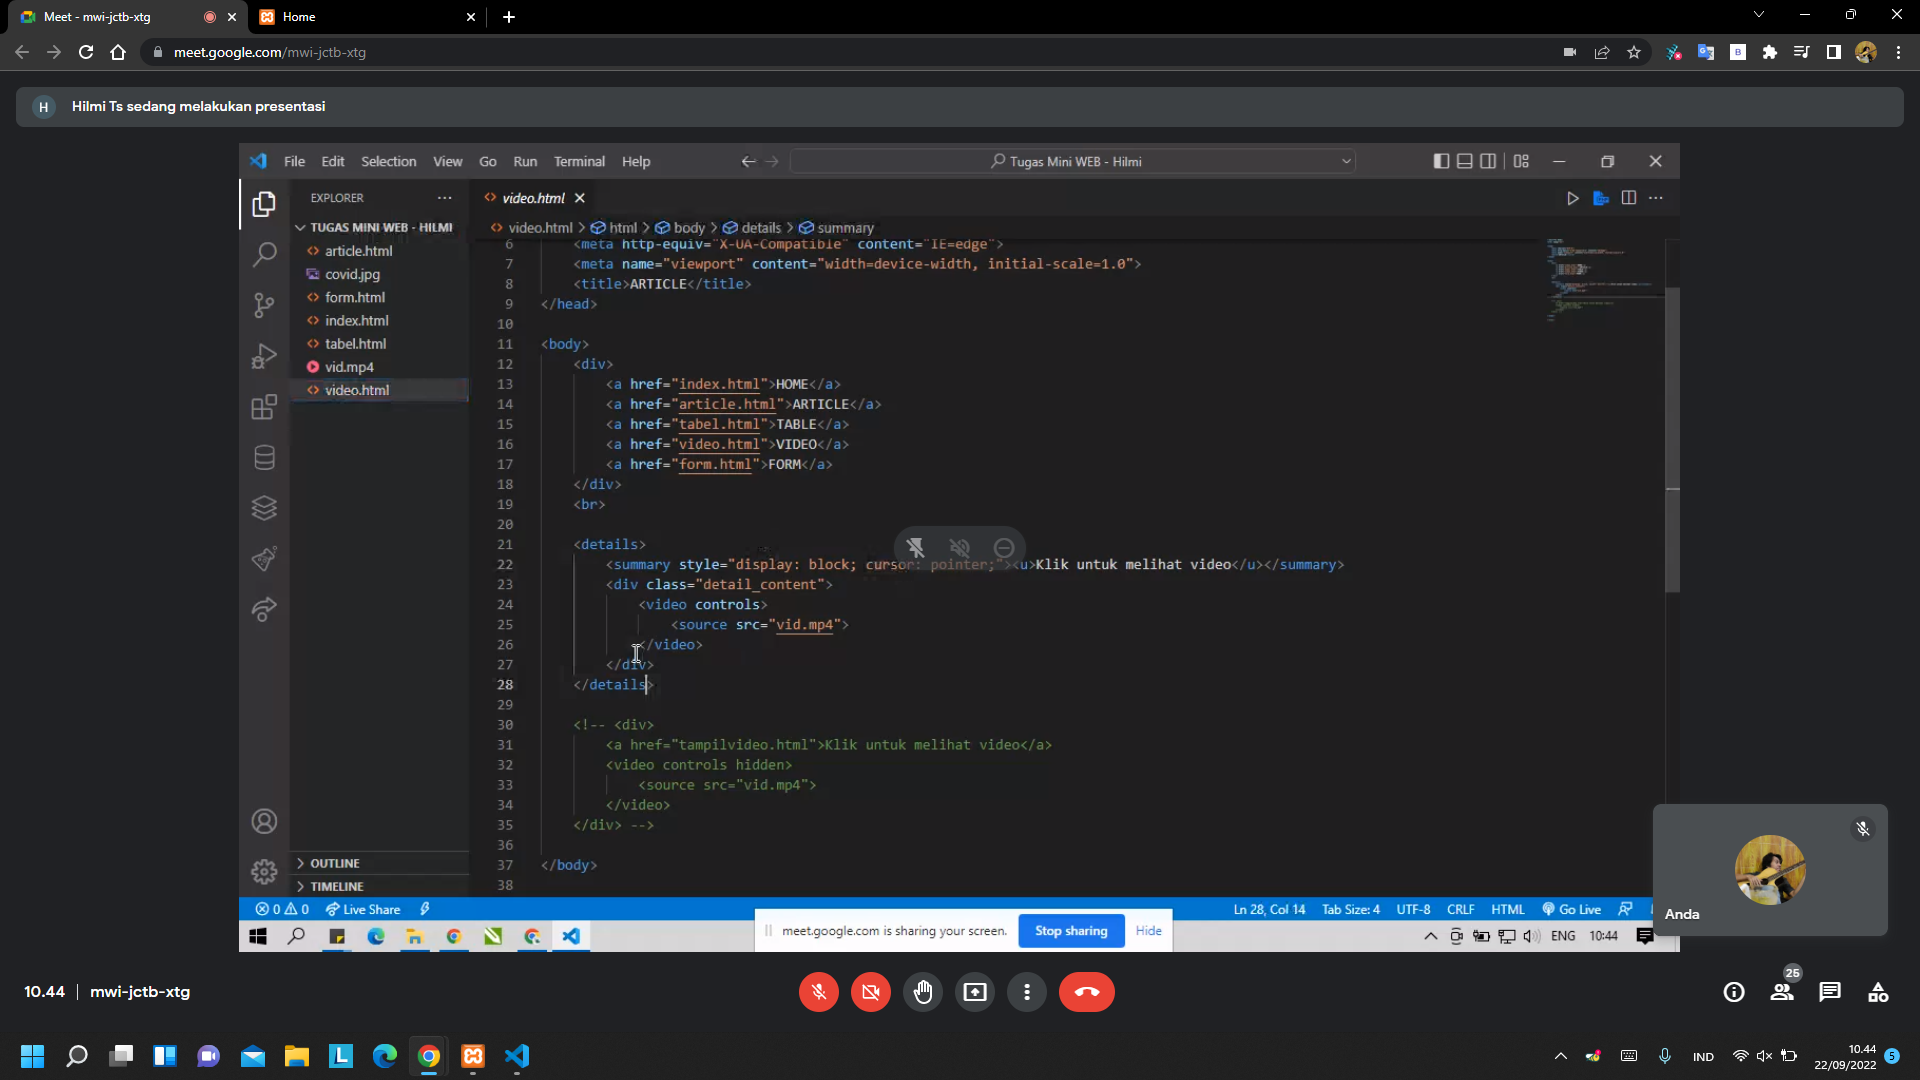 Meet - mwi-jctb-xtg
Home
meet.google.com/mwi-jctb-xtg
H
Hilmi Ts sedang melakukan presentasi
File Edit Selection View Go Run Terminal Help
Tugas Mini WEB - Hilmi
EXPLORER
TUGAS MINI WEB - HILMI
article.html
covid.jpg
form.html
index.html
tabel.html
vid.mp4
video.html
OUTLINE
TIMELINE
video.html
video.html > html > body > details > summary
6 <meta http-equiv="X-UA-Compatible" content="IE=edge">
7 <meta name="viewport" content="width=device-width, initial-scale=1.0">
8 <title>ARTICLE</title>
9 </head>
10
11 <body>
12 <div>
13 <a href="index.html">HOME</a>
14 <a href="article.html">ARTICLE</a>
15 <a href="tabel.html">TABLE</a>
16 <a href="video.html">VIDEO</a>
17 <a href="form.html">FORM</a>
18 </div>
19 <br>
20
21 <details>
22 <summary style="display: block; cursor: pointer;"><u>Klik untuk melihat video</u></summary>
23 <div class="detail_content">
24 <video controls>
25 <source src="vid.mp4">
26 </video>
27 </div>
28 </details>
29
30 <!-- <div>
31 <a href="tampilvideo.html">Klik untuk melihat video</a>
32 <video controls hidden>
33 <source src="vid.mp4">
34 </video>
35 </div> -->
36
37 </body>
38
0 0 Live Share
Ln 28, Col 14 Tab Size: 4 UTF-8 CRLF HTML Go Live
meet.google.com is sharing your screen. Stop sharing Hide
ENG 10:44
Anda
10.44 | mwi-jctb-xtg
25
IND
10.44
22/09/2022
5